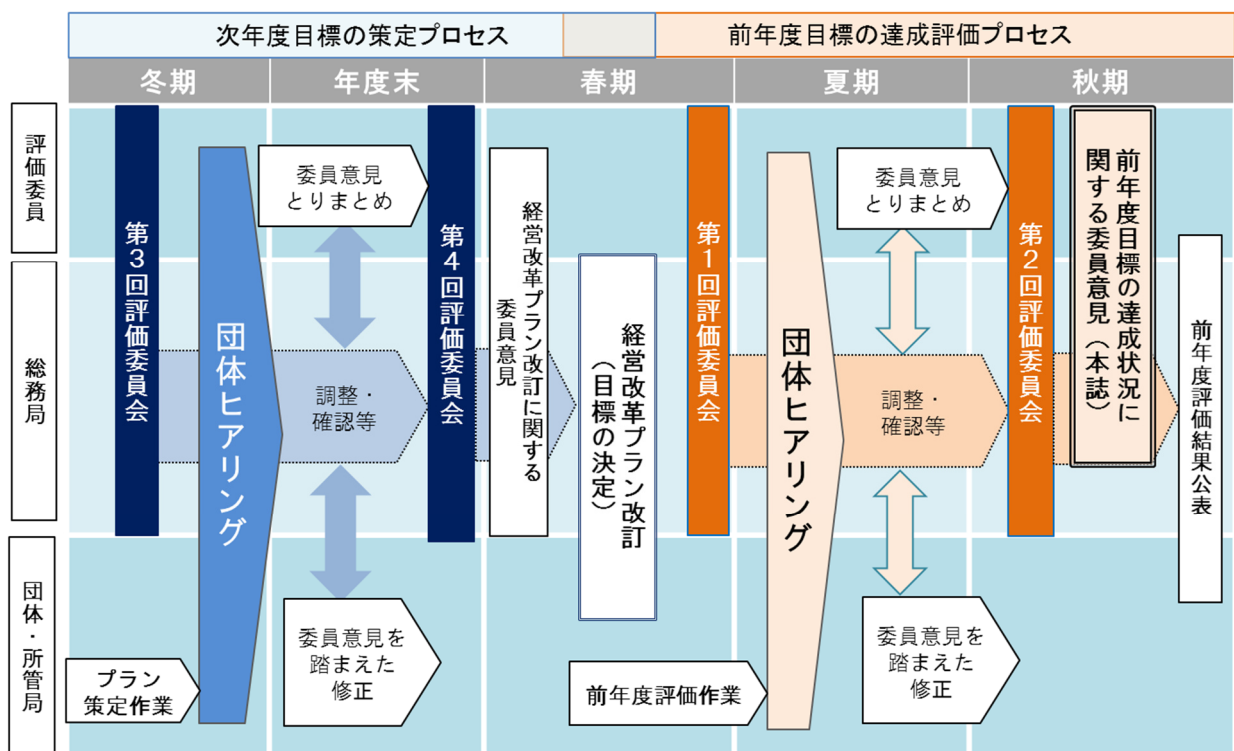 次年度目標の策定プロセス
前年度目標の達成評価プロセス
冬期
年度末
春期
夏期
秋期
評価委員
総務局
団体・所管局
第3回評価委員会
団体ヒアリング
プラン
策定作業
委員意見
とりまとめ
調整・
確認等
委員意見を
踏まえた
修正
第4回評価委員会
経営改革プラン改訂に関する
委員意見
経営改革プラン改訂
（目標の決定）
前年度評価作業
第1回評価委員会
団体ヒアリング
委員意見
とりまとめ
調整・
確認等
委員意見を
踏まえた
修正
第2回評価委員会
前年度目標の達成状況に
関する委員意見（本誌）
前年度評価結果公表